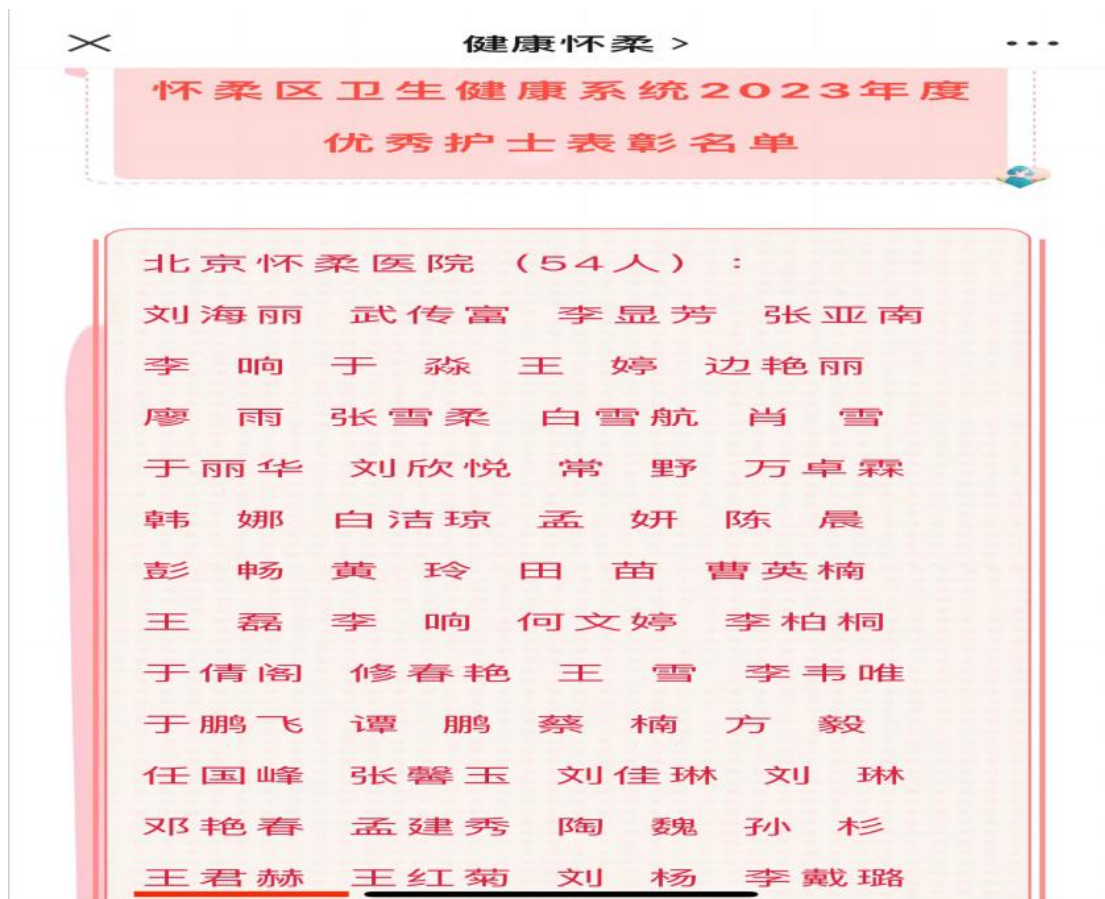 健康怀柔 >
怀柔区卫生健康系统2023年度
优秀护士表彰名单
北京怀柔医院（54人）：
刘海丽 武传富 李显芳 张亚南
李 响 于 淼 王 婷 边艳丽
廖 雨 张雪柔 白雪航 肖 雪
于丽华 刘欣悦 常 野 万卓霖
韩 娜 白洁琼 孟 妍 陈 晨
彭 畅 黄 玲 田 苗 曹英楠
王 磊 李 响 何文婷 李柏桐
于倩阁 修春艳 王 雪 李韦唯
于鹏飞 谭 鹏 蔡 楠 方 毅
任国峰 张馨玉 刘佳琳 刘 琳
邓艳春 孟建秀 陶 魏 孙 杉
王君赫 王红菊 刘 杨 李戴璐